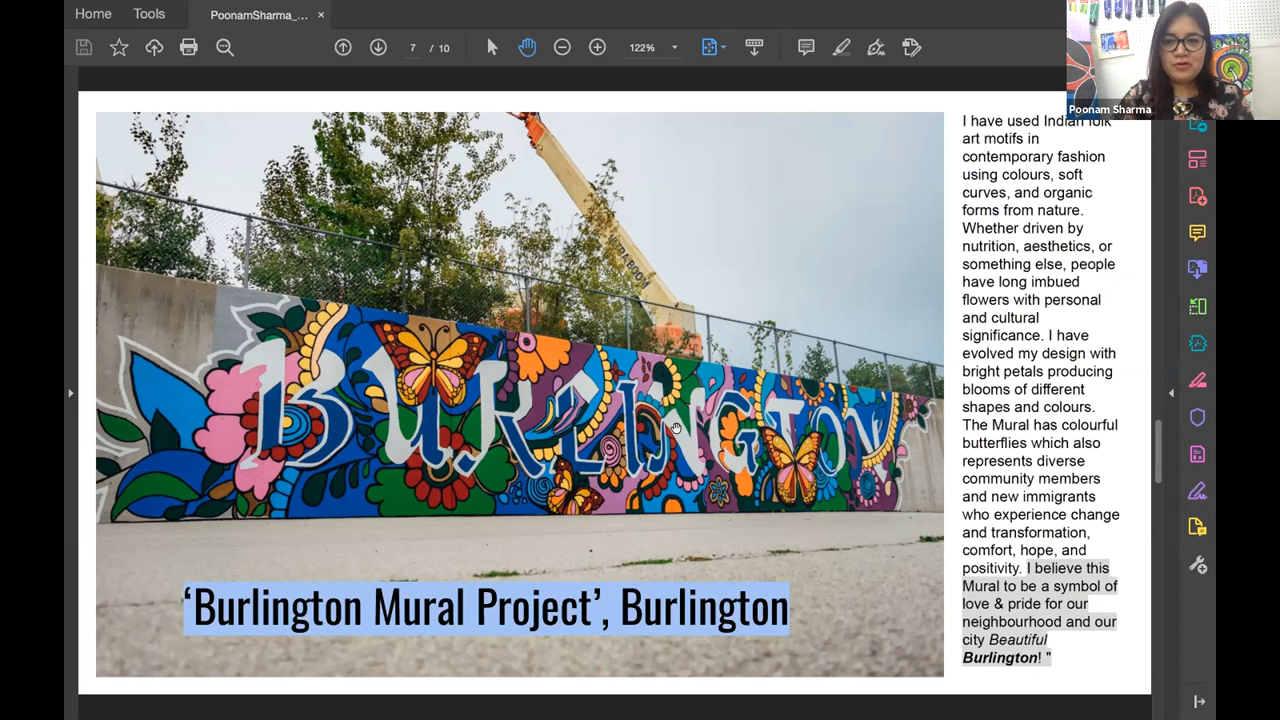 Home Tools PoonamSharma_... ×
7 / 10 122%
Poonam Sharma
I have used Indian folk
art motifs in
contemporary fashion
using colours, soft
curves, and organic
forms from nature.
Whether driven by
nutrition, aesthetics, or
something else, people
have long imbued
flowers with personal
and cultural
significance. I have
evolved my design with
bright petals producing
blooms of different
shapes and colours.
The Mural has colourful
butterflies which also
represents diverse
community members
and new immigrants
who experience change
and transformation,
comfort, hope, and
positivity. I believe this
Mural to be a symbol of
love & pride for our
neighbourhood and our
city Beautiful
Burlington! "
BURLINGTON
‘Burlington Mural Project’, Burlington